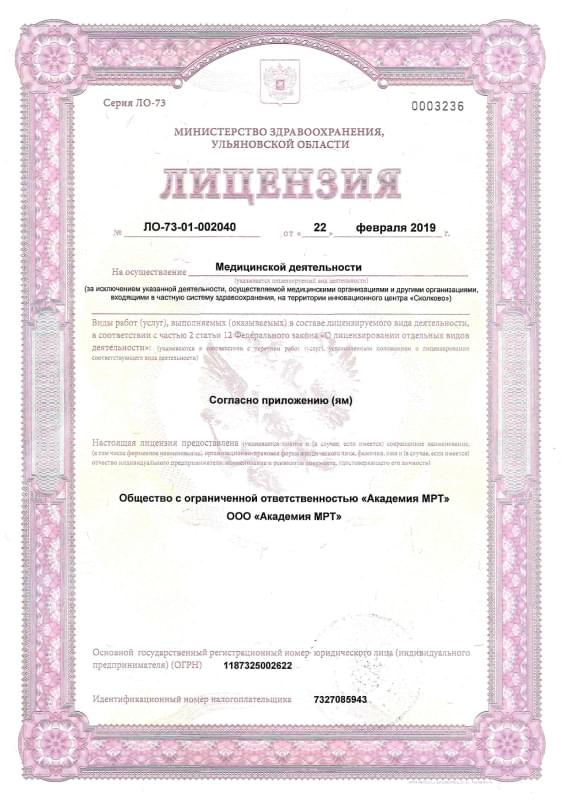 Серия ЛО-73
0003236
МИНИСТЕРСТВО ЗДРАВООХРАНЕНИЯ,
УЛЬЯНОВСКОЙ ОБЛАСТИ
ЛИЦЕНЗИЯ
№ ЛО-73-01-002040 от «22» февраля 2019 г.
На осуществление Медицинской деятельности
(указывается лицензируемый вид деятельности)
(за исключением указанной деятельности, осуществляемой медицинскими организациями и другими организациями,
входящими в частную систему здравоохранения, на территории инновационного центра «Сколково»)
Виды работ (услуг), выполняемых (оказываемых) в составе лицензируемого вида деятельности,
в соответствии с частью 2 статьи 12 Федерального закона «О лицензировании отдельных видов
деятельности»: (указываются в соответствии с перечнем работ (услуг), установленным положением о лицензировании
соответствующего вида деятельности)
Согласно приложению (ям)
Настоящая лицензия предоставлена (указывается полное и (в случае, если имеется) сокращенное наименование,
(в том числе фирменное наименование), организационно-правовая форма юридического лица, фамилия, имя и (в случае, если имеется)
отчество индивидуального предпринимателя, наименование и реквизиты документа, удостоверяющего его личность)
Общество с ограниченной ответственностью «Академия МРТ»
ООО «Академия МРТ»
Основной государственный регистрационный номер юридического лица (индивидуального
предпринимателя) (ОГРН) 1187325002622
Идентификационный номер налогоплательщика 7327085943